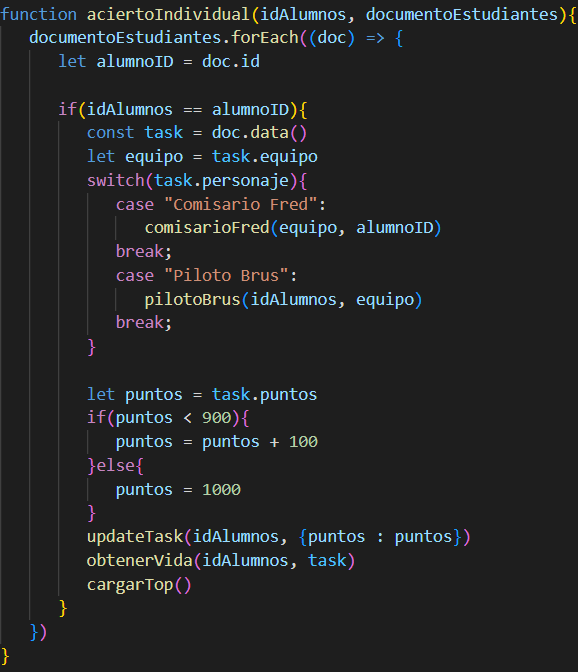 function aciertoIndividual(idAlumnos, documentoEstudiantes){
documentoEstudiantes.forEach((doc) => {
let alumnoID = doc.id
if(idAlumnos == alumnoID){
const task = doc.data()
let equipo = task.equipo
switch(task.personaje){
case "Comisario Fred":
comisarioFred(equipo, alumnoID)
break;
case "Piloto Brus":
pilotoBrus(idAlumnos, equipo)
break;
}
let puntos = task.puntos
if(puntos < 900){
puntos = puntos + 100
}else{
puntos = 1000
}
updateTask(idAlumnos, {puntos : puntos})
obtenerVida(idAlumnos, task)
cargarTop()
}
})
}